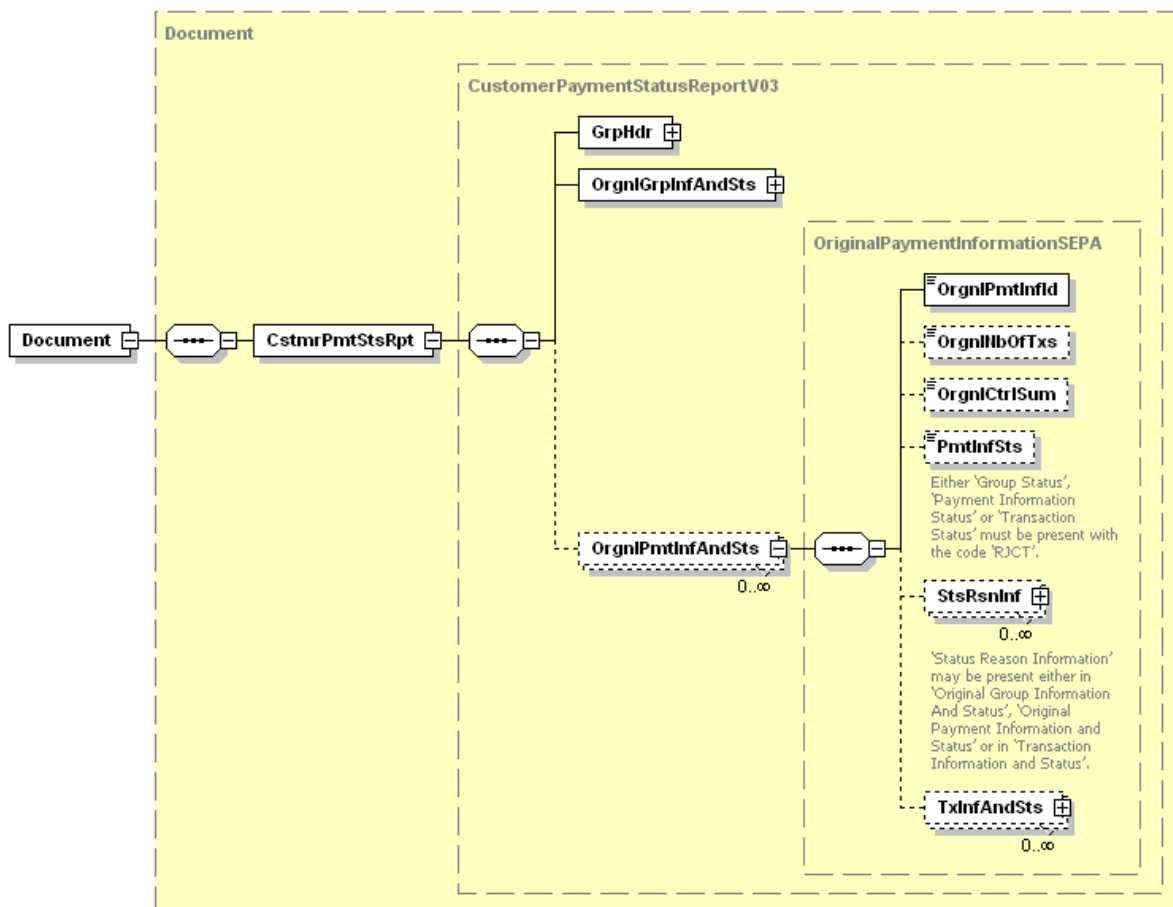 Document
CustomerPaymentStatusReportV03
GrpHdr
OrgnlGrpInfAndSts
OriginalPaymentInformationSEPA
OrgnlPmtInfId
Document
CstmrPmtStsRpt
OrgnlNbOfTxs
OrgnlCtrlSum
PmtInfSts
Either 'Group Status',
'Payment Information
Status' or 'Transaction
Status' must be present with
the code 'RJCT'.
OrgnlPmtInfAndSts
0..∞
StsRsnInf
0..∞
'Status Reason Information'
may be present either in
'Original Group Information
And Status', 'Original
Payment Information and
Status' or in 'Transaction
Information and Status'.
TxInfAndSts
0..∞